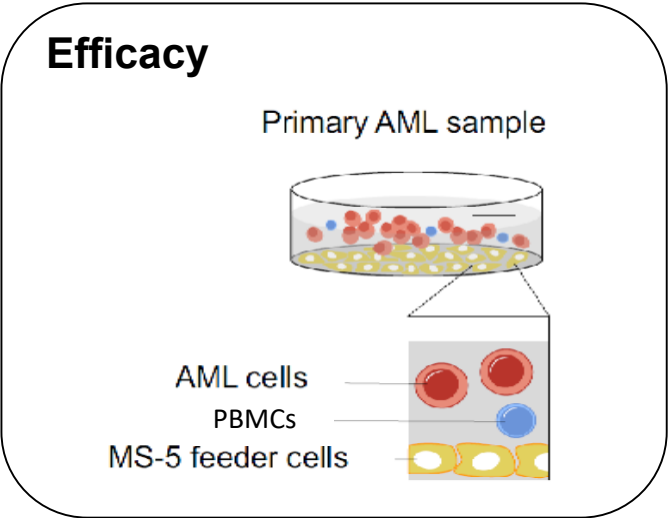 Efficacy
Primary AML sample
AML cells
PBMCs
MS-5 feeder cells